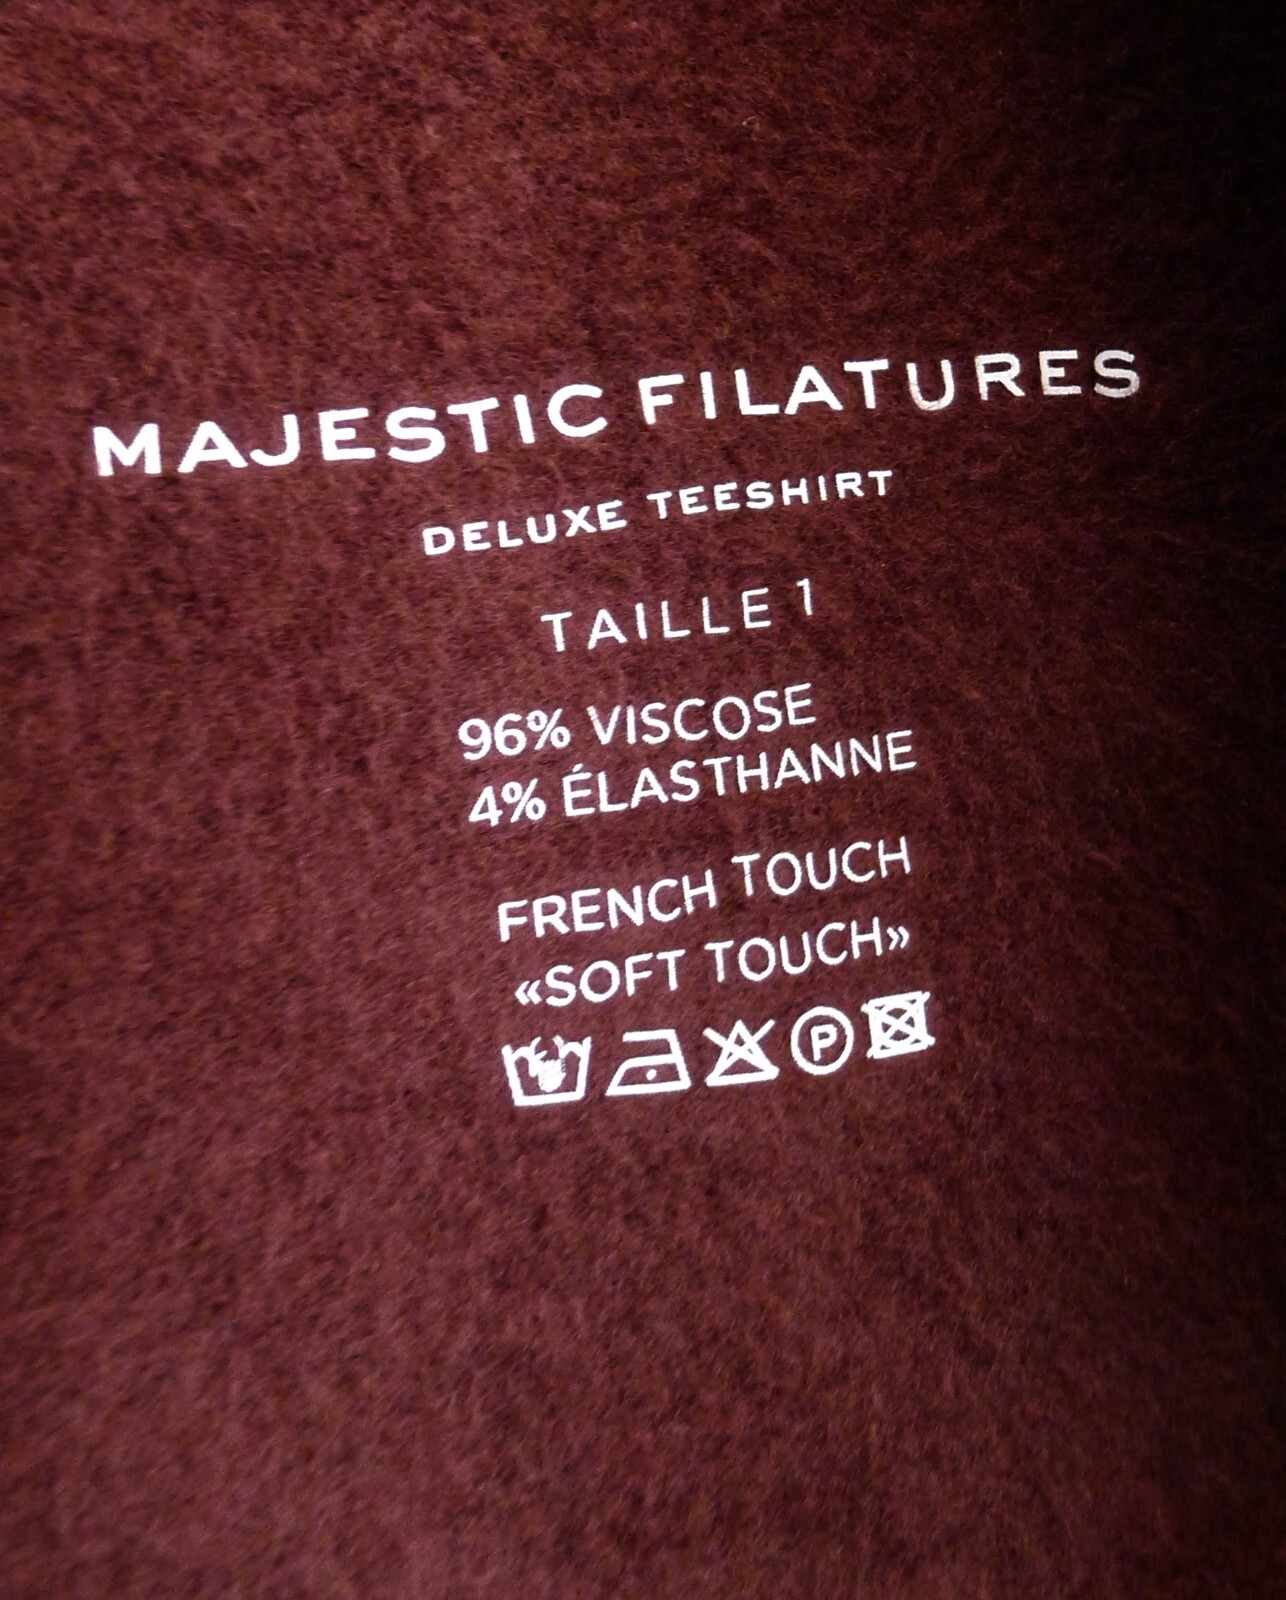 MAJESTIC FILATURES
DELUXE TEESHIRT
TAILLE 1
96% VISCOSE
4% ÉLASTHANNE
FRENCH TOUCH
«SOFT TOUCH»
P